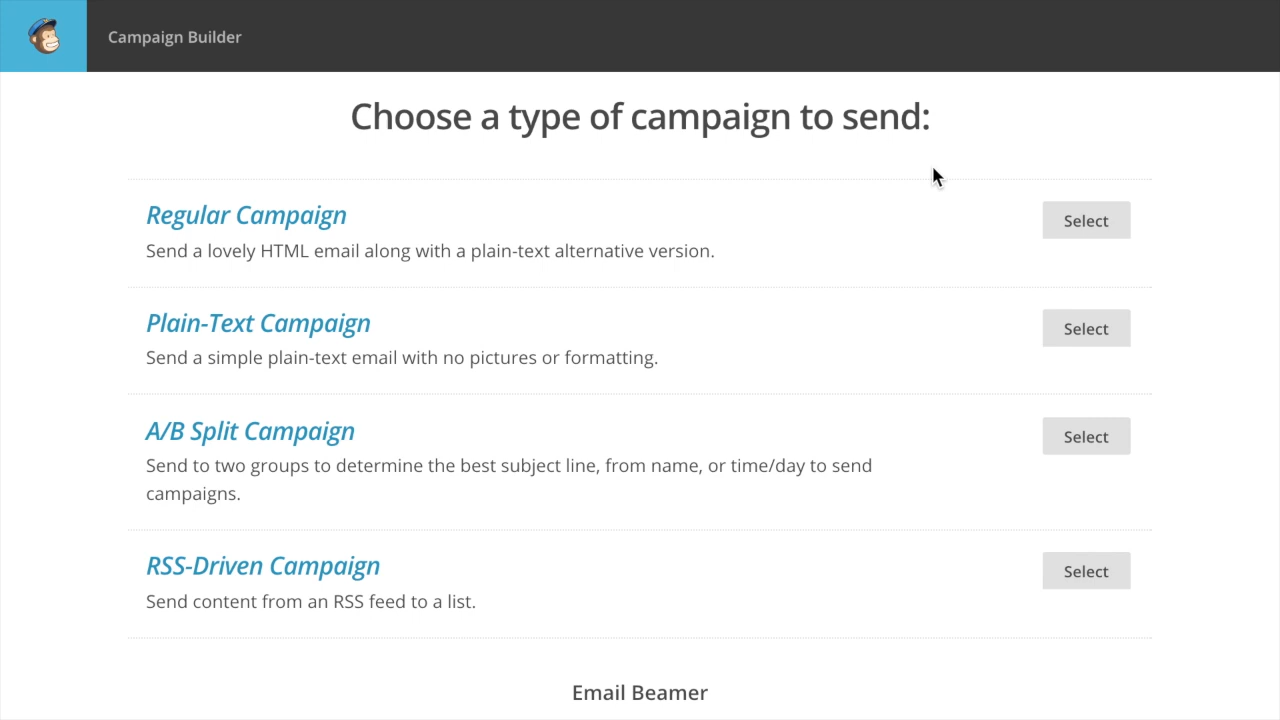 Campaign Builder
Choose a type of campaign to send:
Regular Campaign
Select
Send a lovely HTML email along with a plain-text alternative version.
Plain-Text Campaign
Select
Send a simple plain-text email with no pictures or formatting.
A/B Split Campaign
Select
Send to two groups to determine the best subject line, from name, or time/day to send
campaigns.
RSS-Driven Campaign
Select
Send content from an RSS feed to a list.
Email Beamer